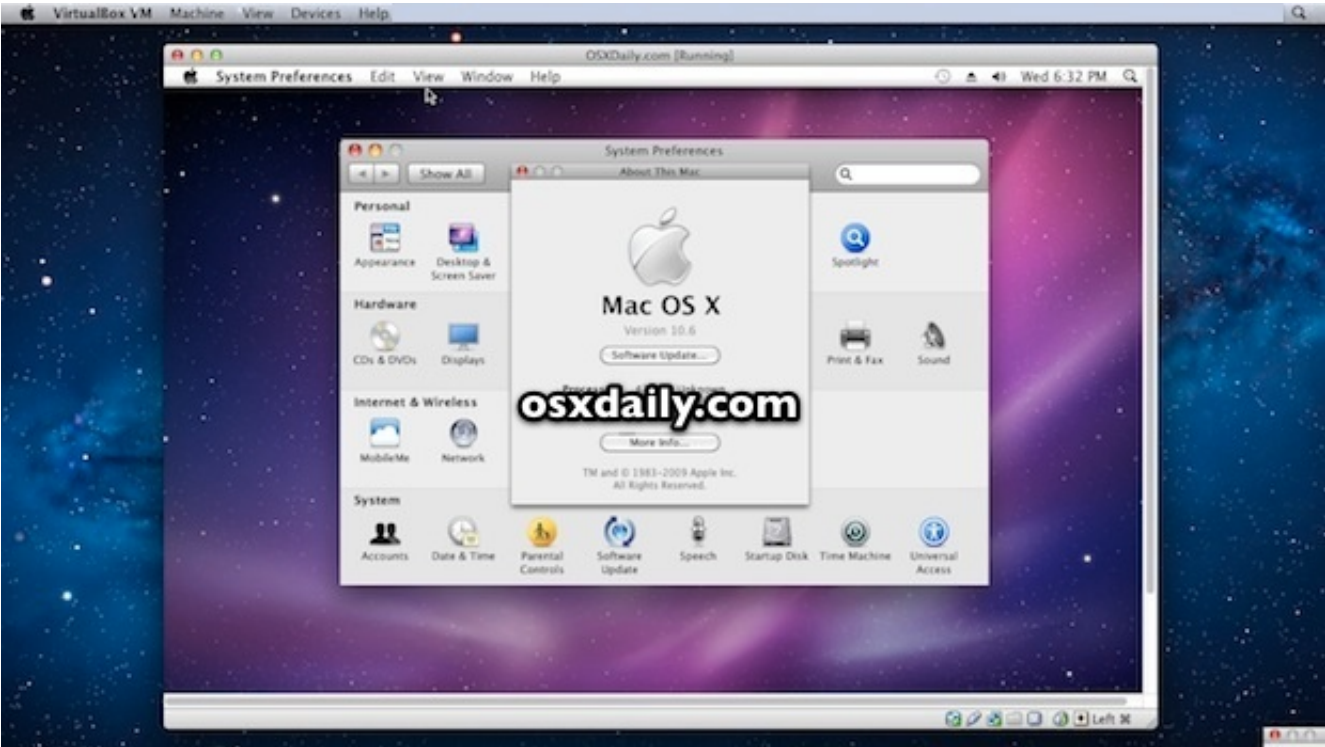 VirtualBox VM Machine View Devices Help
OSXDaily.com [Running]
System Preferences Edit View Window Help Wed 6:32 PM
System Preferences
Show All
About This Mac
Personal
Appearance
Desktop &
Screen Saver
Spotlight
Mac OS X
Version 10.6
Software Update...
Hardware
CDs & DVDs
Displays
Print & Fax
Sound
osxdaily.com
More Info...
TM and © 1983-2009 Apple Inc.
All Rights Reserved.
Internet & Wireless
MobileMe
Network
System
Accounts
Date & Time
Parental
Controls
Software
Update
Speech
Startup Disk
Time Machine
Universal
Access
Left ⌘